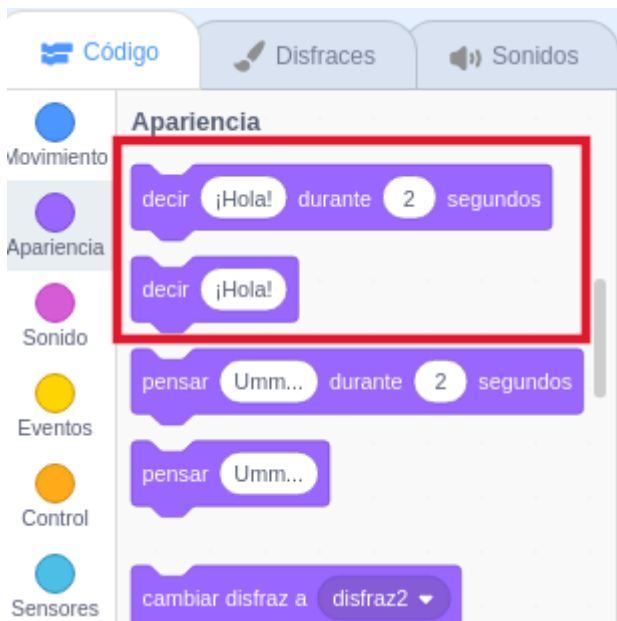 Código
Disfraces
Sonidos
Movimiento
Apariencia
Sonido
Eventos
Control
Sensores
Apariencia
decir ¡Hola! durante 2 segundos
decir ¡Hola!
pensar Umm... durante 2 segundos
pensar Umm...
cambiar disfraz a disfraz2